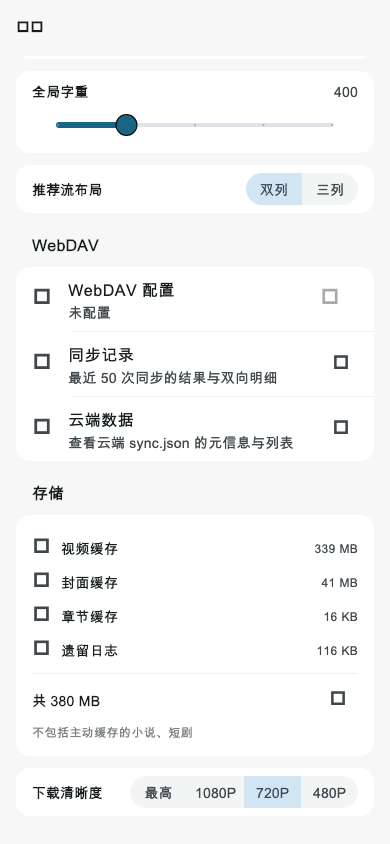 全局字重
400
推荐流布局
双列
三列
WebDAV
WebDAV 配置
未配置
同步记录
最近 50 次同步的结果与双向明细
云端数据
查看云端 sync.json 的元信息与列表
存储
视频缓存
339 MB
封面缓存
41 MB
章节缓存
16 KB
遗留日志
116 KB
共 380 MB
不包括主动缓存的小说、短剧
下载清晰度
最高
1080P
720P
480P